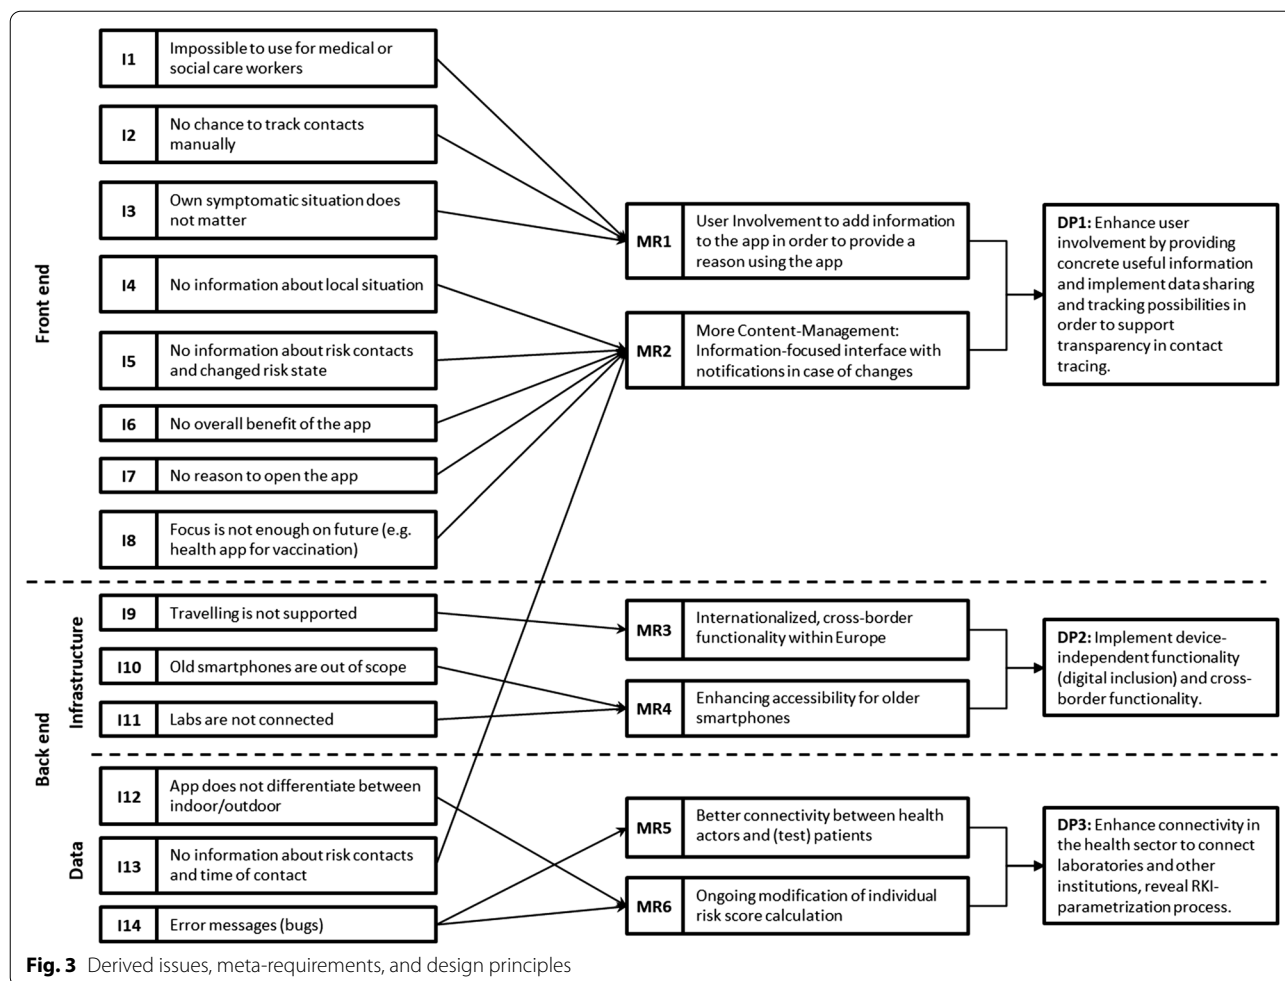 Front end
I1
Impossible to use for medical or
social care workers
I2
No chance to track contacts
manually
I3
Own symptomatic situation does
not matter
I4
No information about local situation
I5
No information about risk contacts
and changed risk state
I6
No overall benefit of the app
I7
No reason to open the app
I8
Focus is not enough on future (e.g.
health app for vaccination)
MR1
User Involvement to add information
to the app in order to provide a
reason using the app
MR2
More Content-Management:
Information-focused interface with
notifications in case of changes
DP1: Enhance user
involvement by providing
concrete useful information
and implement data sharing
and tracking possibilities in
order to support
transparency in contact
tracing.
Back end
Infrastructure
I9
Travelling is not supported
I10
Old smartphones are out of scope
I11
Labs are not connected
MR3
Internationalized, cross-border
functionality within Europe
MR4
Enhancing accessibility for older
smartphones
DP2: Implement device-
independent functionality
(digital inclusion) and cross-
border functionality.
Data
I12
App does not differentiate between
indoor/outdoor
I13
No information about risk contacts
and time of contact
I14
Error messages (bugs)
MR5
Better connectivity between health
actors and (test) patients
MR6
Ongoing modification of individual
risk score calculation
DP3: Enhance connectivity in
the health sector to connect
laboratories and other
institutions, reveal RKI-
parametrization process.
Fig. 3 Derived issues, meta-requirements, and design principles